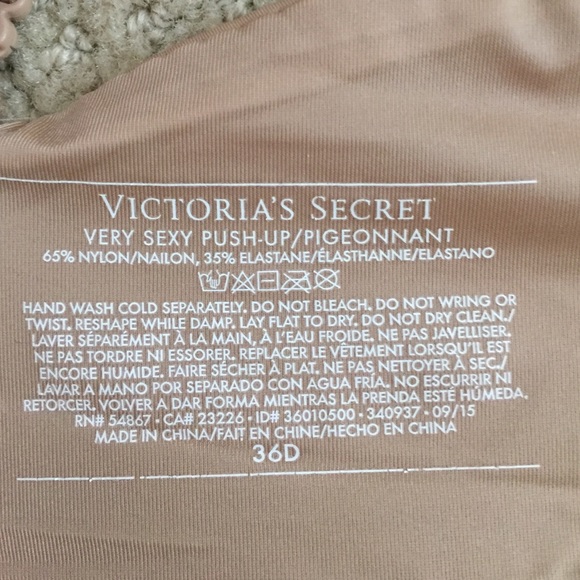 VICTORIA'S SECRET
VERY SEXY PUSH-UP/PIGEONNANT
65% NYLON/NAILON, 35% ELASTANE/ÉLASTHANNE/ELASTANO
HAND WASH COLD SEPARATELY. DO NOT BLEACH. DO NOT WRING OR
TWIST. RESHAPE WHILE DAMP. LAY FLAT TO DRY. DO NOT DRY CLEAN./
LAVER SÉPARÉMENT À LA MAIN, À L'EAU FROIDE. NE PAS JAVELLISER.
NE PAS TORDRE NI ESSORER. REPLACER LE VÊTEMENT LORSQU'IL EST
ENCORE HUMIDE. FAIRE SÉCHER À PLAT. NE PAS NETTOYER À SEC./
LAVAR A MANO POR SEPARADO CON AGUA FRÍA. NO ESCURRIR NI
RETORCER. VOLVER A DAR FORMA MIENTRAS LA PRENDA ESTÉ HÚMEDA.
RN# 54867 • CA# 23226 • ID# 36010500 • 340937 • 09/15
MADE IN CHINA/FAIT EN CHINE/HECHO EN CHINA
36D